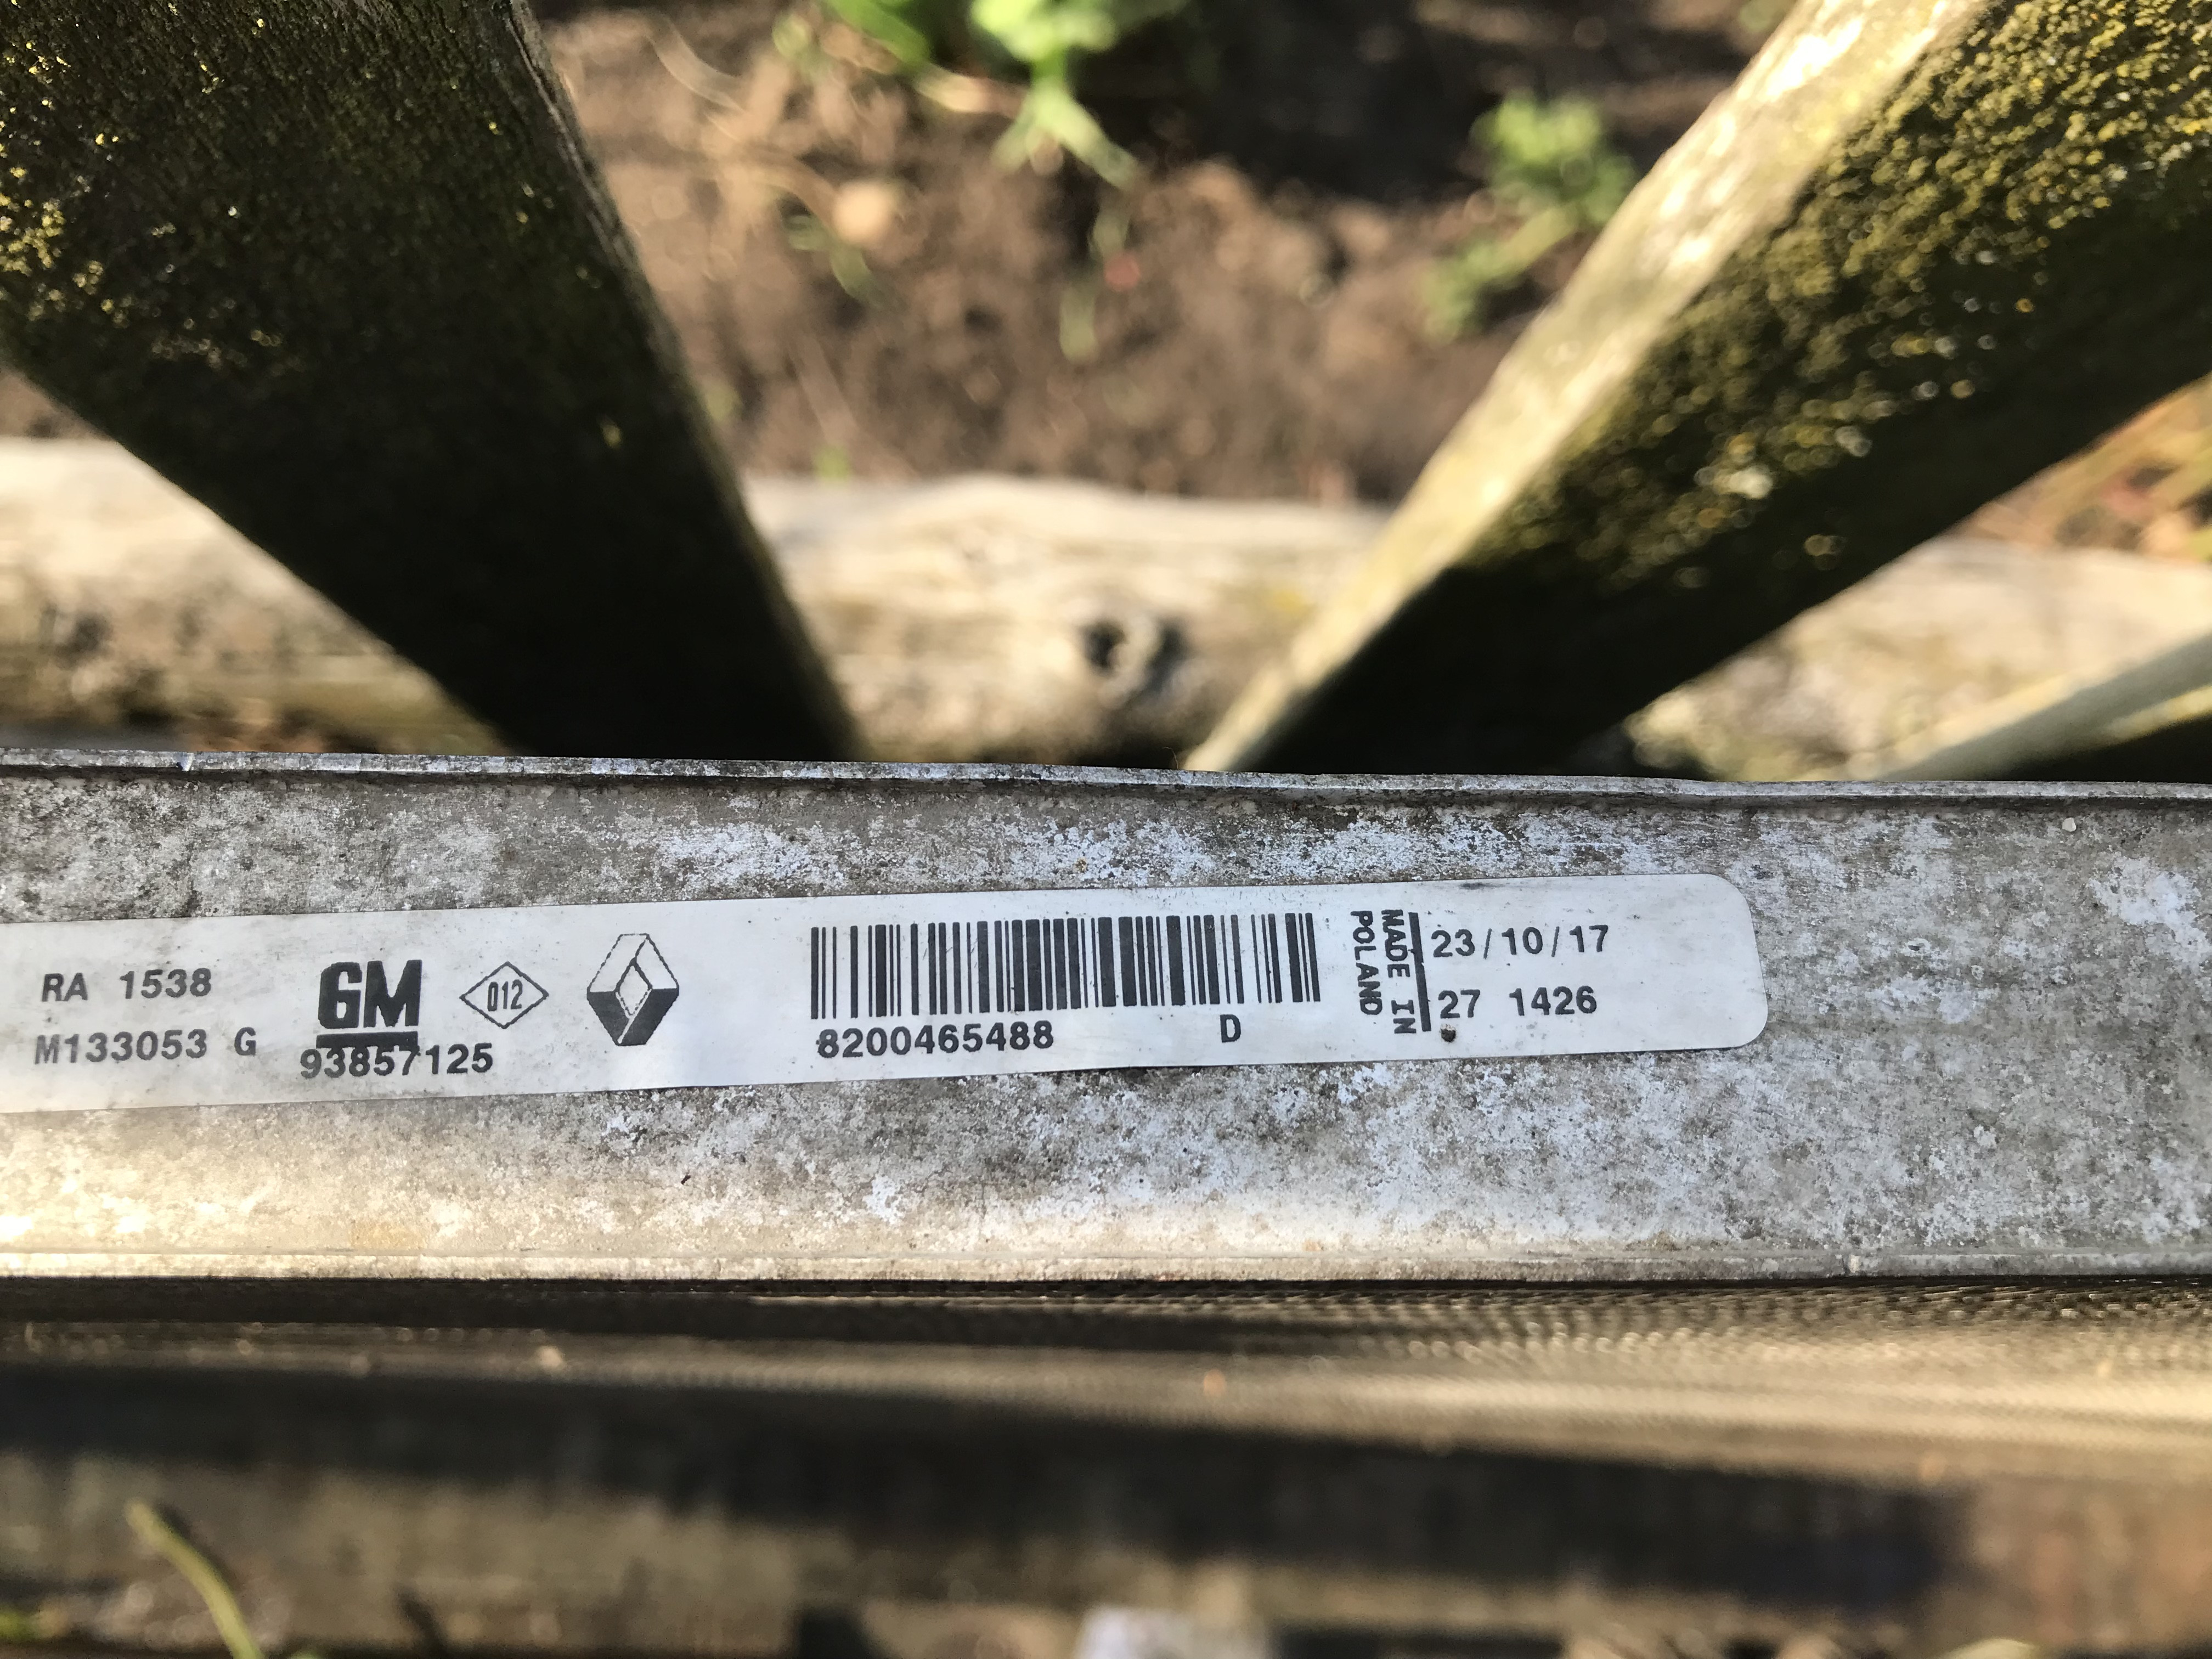 RA 1538
M133053 G
GM
93857125
012
8200465488 D
MADE IN
POLAND
23/10/17
27 1426